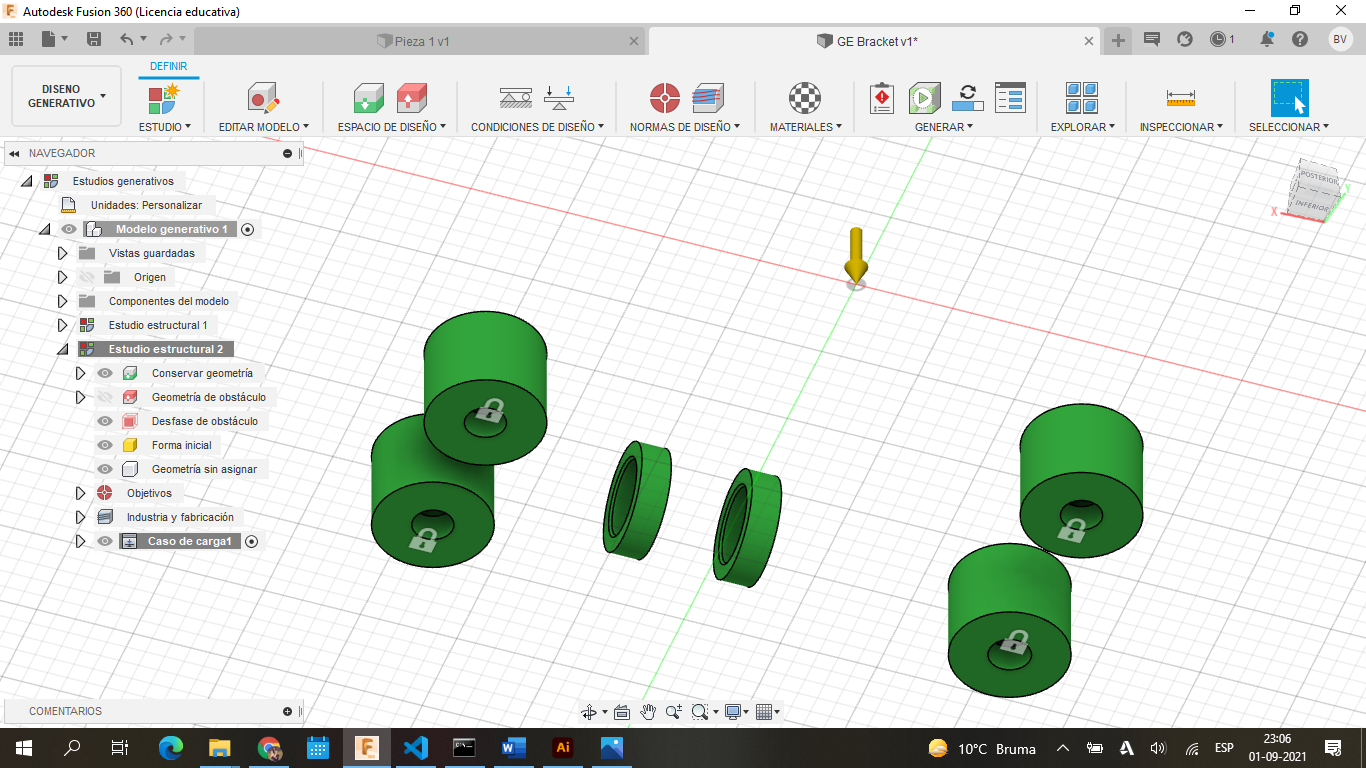 Autodesk Fusion 360 (Licencia educativa)
Pieza 1 v1
GE Bracket v1*
1
BV
DISENO
GENERATIVO
DEFINIR
ESTUDIO
EDITAR MODELO
ESPACIO DE DISEÑO
CONDICIONES DE DISEÑO
NORMAS DE DISEÑO
MATERIALES
GENERAR
EXPLORAR
INSPECCIONAR
SELECCIONAR
NAVEGADOR
Estudios generativos
Unidades: Personalizar
Modelo generativo 1
Vistas guardadas
Origen
Componentes del modelo
Estudio estructural 1
Estudio estructural 2
Conservar geometría
Geometría de obstáculo
Desfase de obstáculo
Forma inicial
Geometría sin asignar
Objetivos
Industria y fabricación
Caso de carga1
POSTERIOR
INFERIOR
X
Y
COMENTARIOS
10°C Bruma
ESP
23:06
01-09-2021